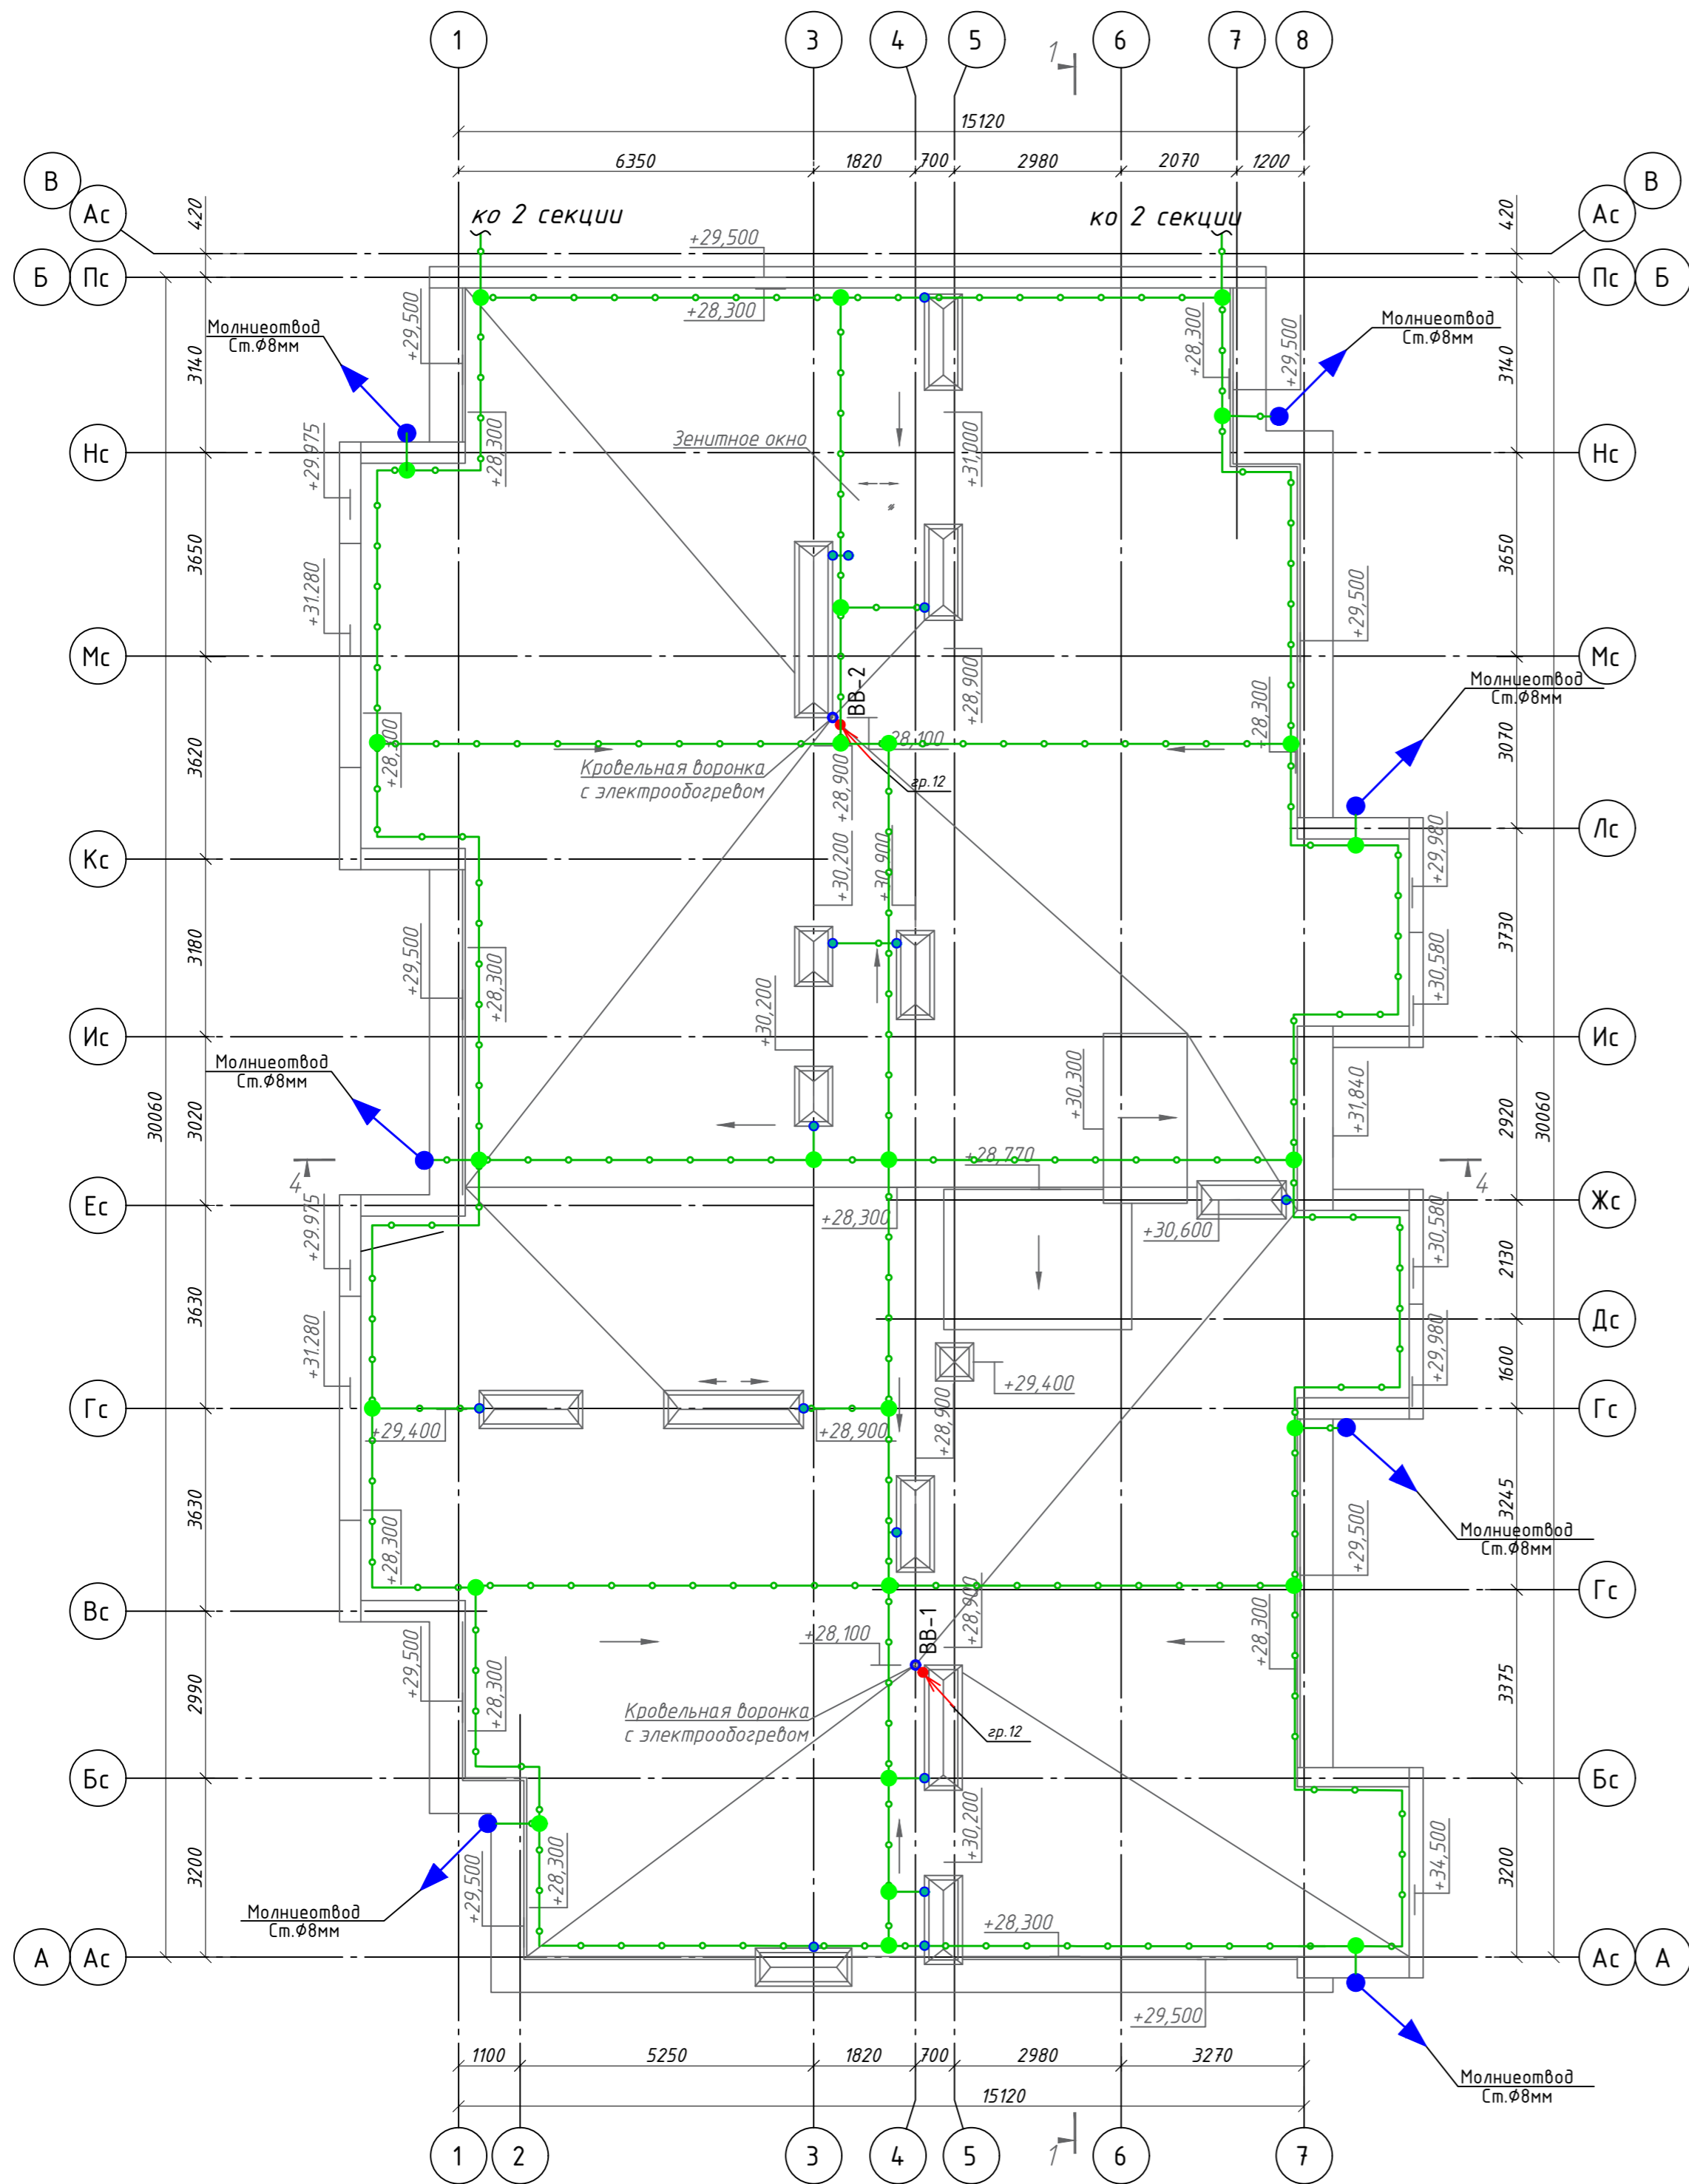 1
3
4
5
6
7
8
1
15120
6350
1820
700
2980
2070
1200
В
Ас
Б
Пс
В
Ас
Пс
Б
420
420
ко 2 секции
ко 2 секции
+29,500
+28,300
+29,500
+28,300
+29,500
Молниеотвод
Ст.Ø8мм
Молниеотвод
Ст.Ø8мм
3140
3140
Нс
Нс
+29.975
+28,300
Зенитное окно
+31,000
*
3650
3650
+31.280
+29,500
Мс
Мс
+28,900
Молниеотвод
Ст.Ø8мм
ВВ-2
+28,300
+28,300
28,100
3620
3070
Кровельная воронка
с электрообогревом
+28,900
гр.12
Кс
Лс
+30,200
+30,900
+29,980
3180
3730
+29,500
+28,300
+30,580
+30,200
Ис
Ис
Молниеотвод
Ст.Ø8мм
+30,300
+31,840
30060
3020
2920
30060
4
+28,770
4
Ес
Жс
+28,300
+30,600
+29.975
+30,580
3630
2130
Дс
+31.280
+29,980
1600
+29,400
Гс
Гс
+29,400
+28,900
+28,900
3630
3245
+28,300
+29,500
Молниеотвод
Ст.Ø8мм
Гс
Вс
+28,900
+28,100
ВВ-1
+28,300
+29,500
+28,300
2990
3375
Кровельная воронка
с электрообогревом
гр.12
Бс
Бс
+30,200
+28,300
+34,500
3200
3200
+29,500
Молниеотвод
Ст.Ø8мм
+28,300
А
Ас
Ас
А
+29,500
1100
5250
1820
700
2980
3270
Молниеотвод
Ст.Ø8мм
15120
1
2
3
4
5
6
1
7